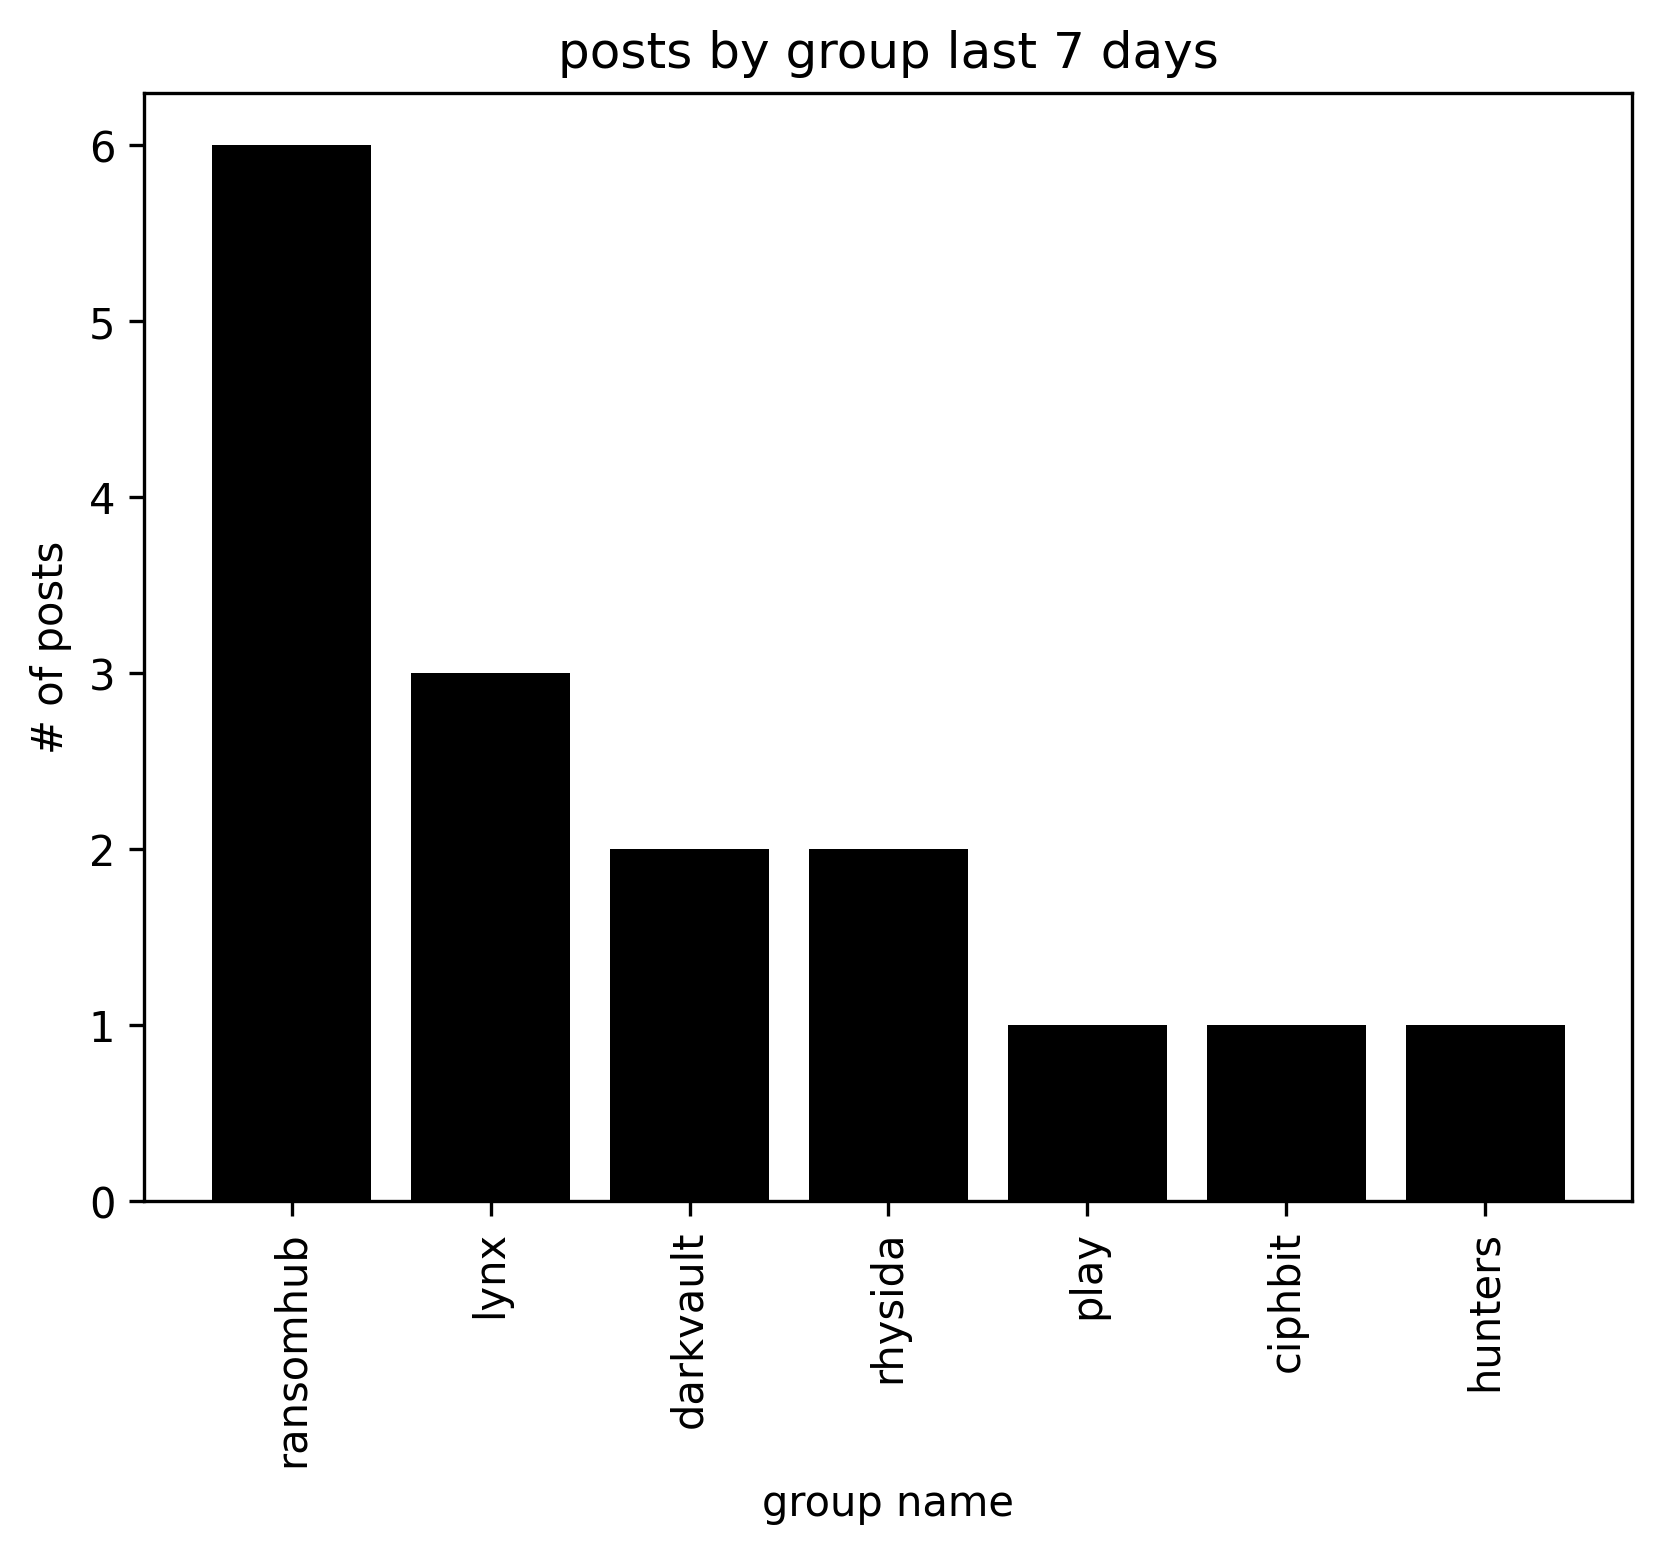 posts by group last 7 days
6
5
4
3
2
1
0
# of posts
ransomhub
lynx
darkvault
rhysida
play
ciphbit
hunters
group name